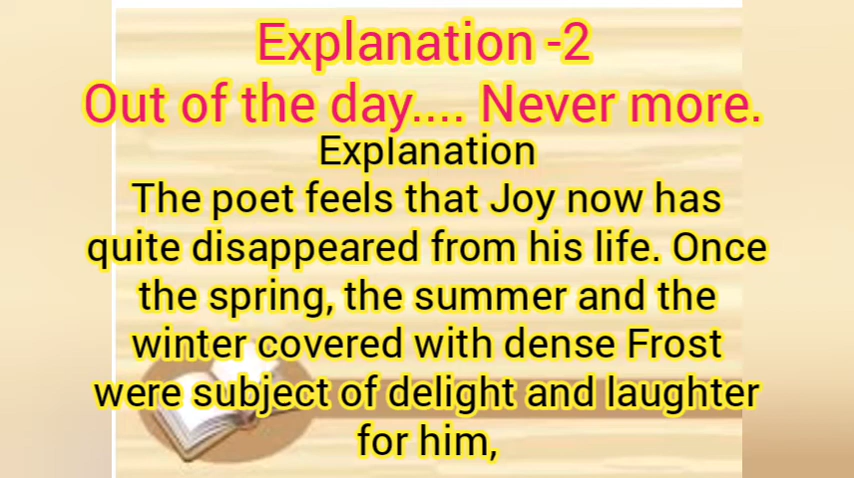 Explanation -2
Out of the day.... Never more.
Explanation
The poet feels that Joy now has
quite disappeared from his life. Once
the spring, the summer and the
winter covered with dense Frost
were subject of delight and laughter
for him,